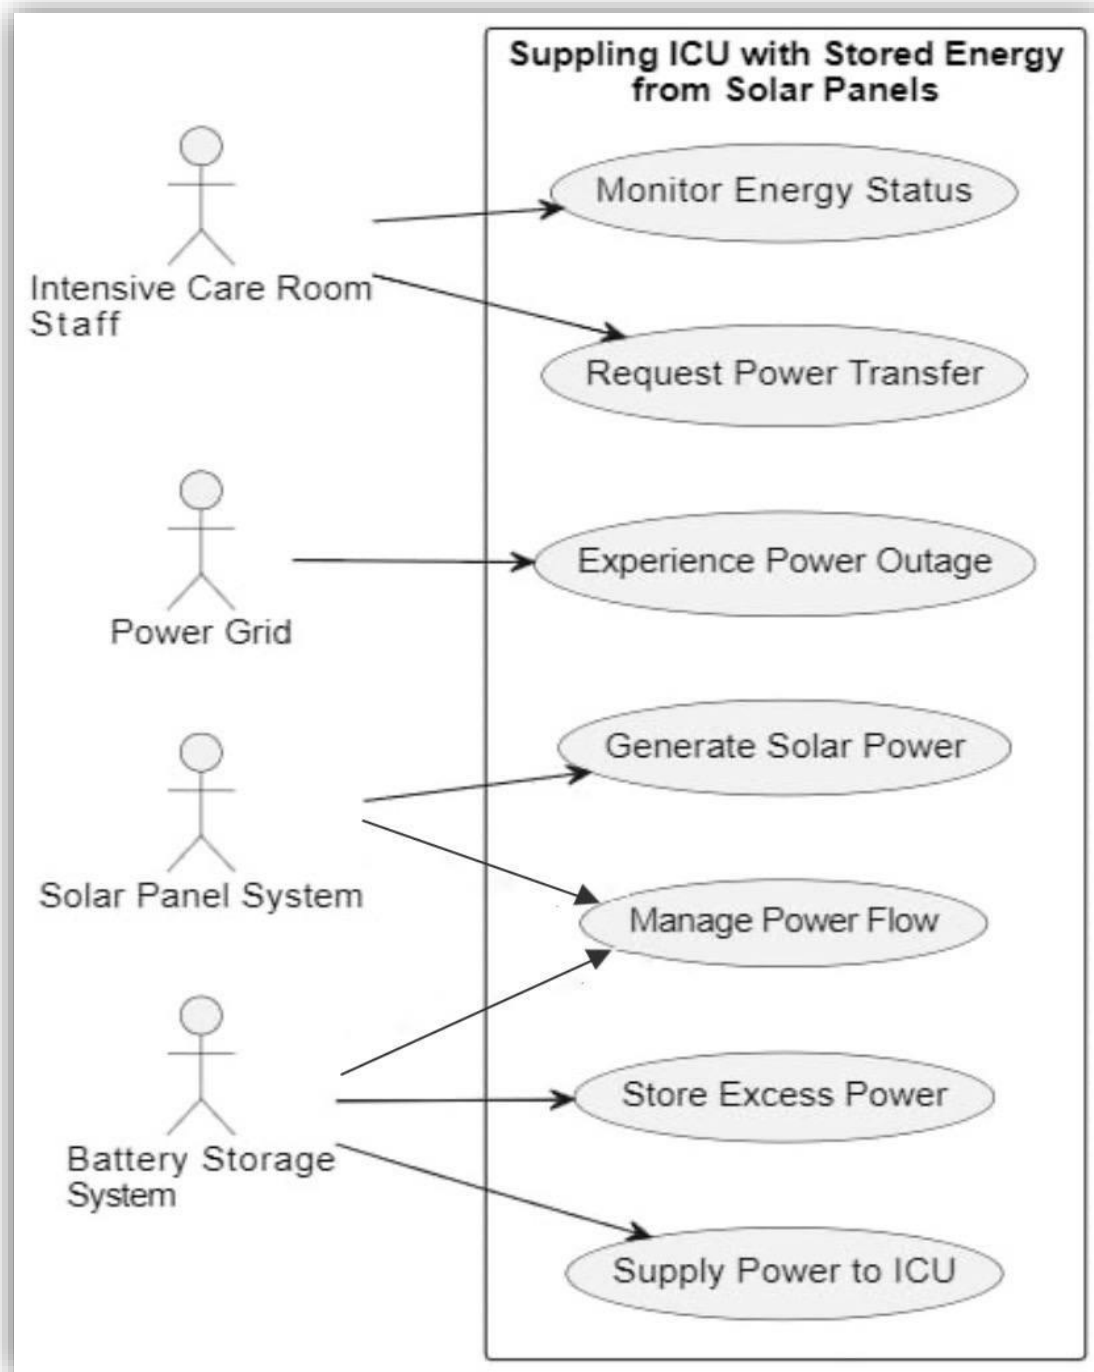 Suppling ICU with Stored Energy
from Solar Panels
Monitor Energy Status
Intensive Care Room
Staff
Request Power Transfer
Experience Power Outage
Power Grid
Generate Solar Power
Solar Panel System
Manage Power Flow
Store Excess Power
Battery Storage
System
Supply Power to ICU